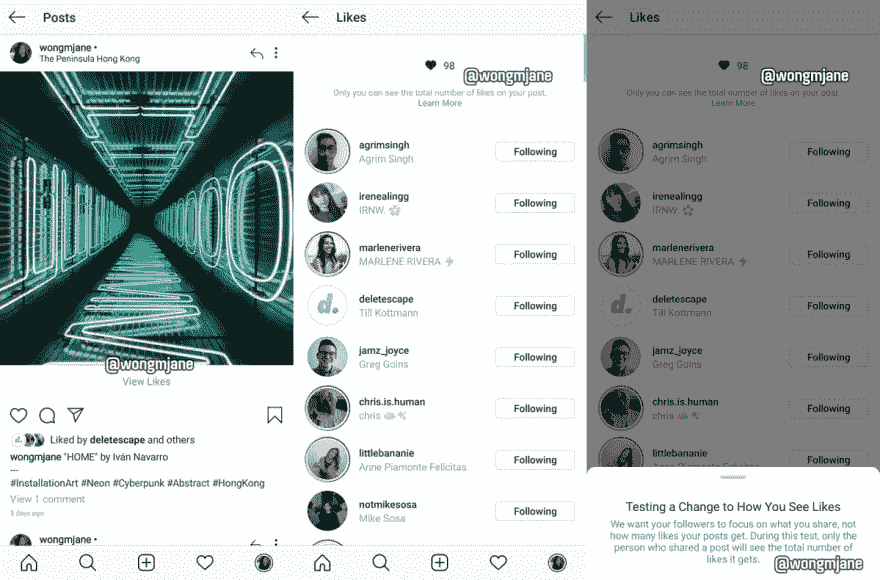 Posts
wongmjane •
The Peninsula Hong Kong
@wongmjane
View Likes
Liked by deletescape and others
wongmjane "HOME" by Iván Navarro
---
#InstallationArt #Neon #Cyberpunk #Abstract #HongKong
View 1 comment
5 days ago
wongmjane •
Likes
98
@wongmjane
Only you can see the total number of likes on your post.
Learn More
agrimsingh
Agrim Singh
Following
irenealingg
IRNW.
Following
marlenerivera
MARLENE RIVERA
Following
d.
deletescape
Till Kottmann
Following
jamz_joyce
Greg Goins
Following
chris.is.human
chris
Following
littlebananie
Anne Piamonte Felicitas
Following
notmikesosa
Mike Sosa
Following
Likes
98
@wongmjane
Only you can see the total number of likes on your post.
Learn More
agrimsingh
Agrim Singh
Following
irenealingg
IRNW.
Following
marlenerivera
MARLENE RIVERA
Following
d.
deletescape
Till Kottmann
Following
jamz_joyce
Greg Goins
Following
chris.is.human
chris
Following
littlebananie
Anne Piamonte Felicitas
Following
Testing a Change to How You See Likes
We want your followers to focus on what you share, not
how many likes your posts get. During this test, only the
person who shared a post will see the total number of
likes it gets.
@wongmjane